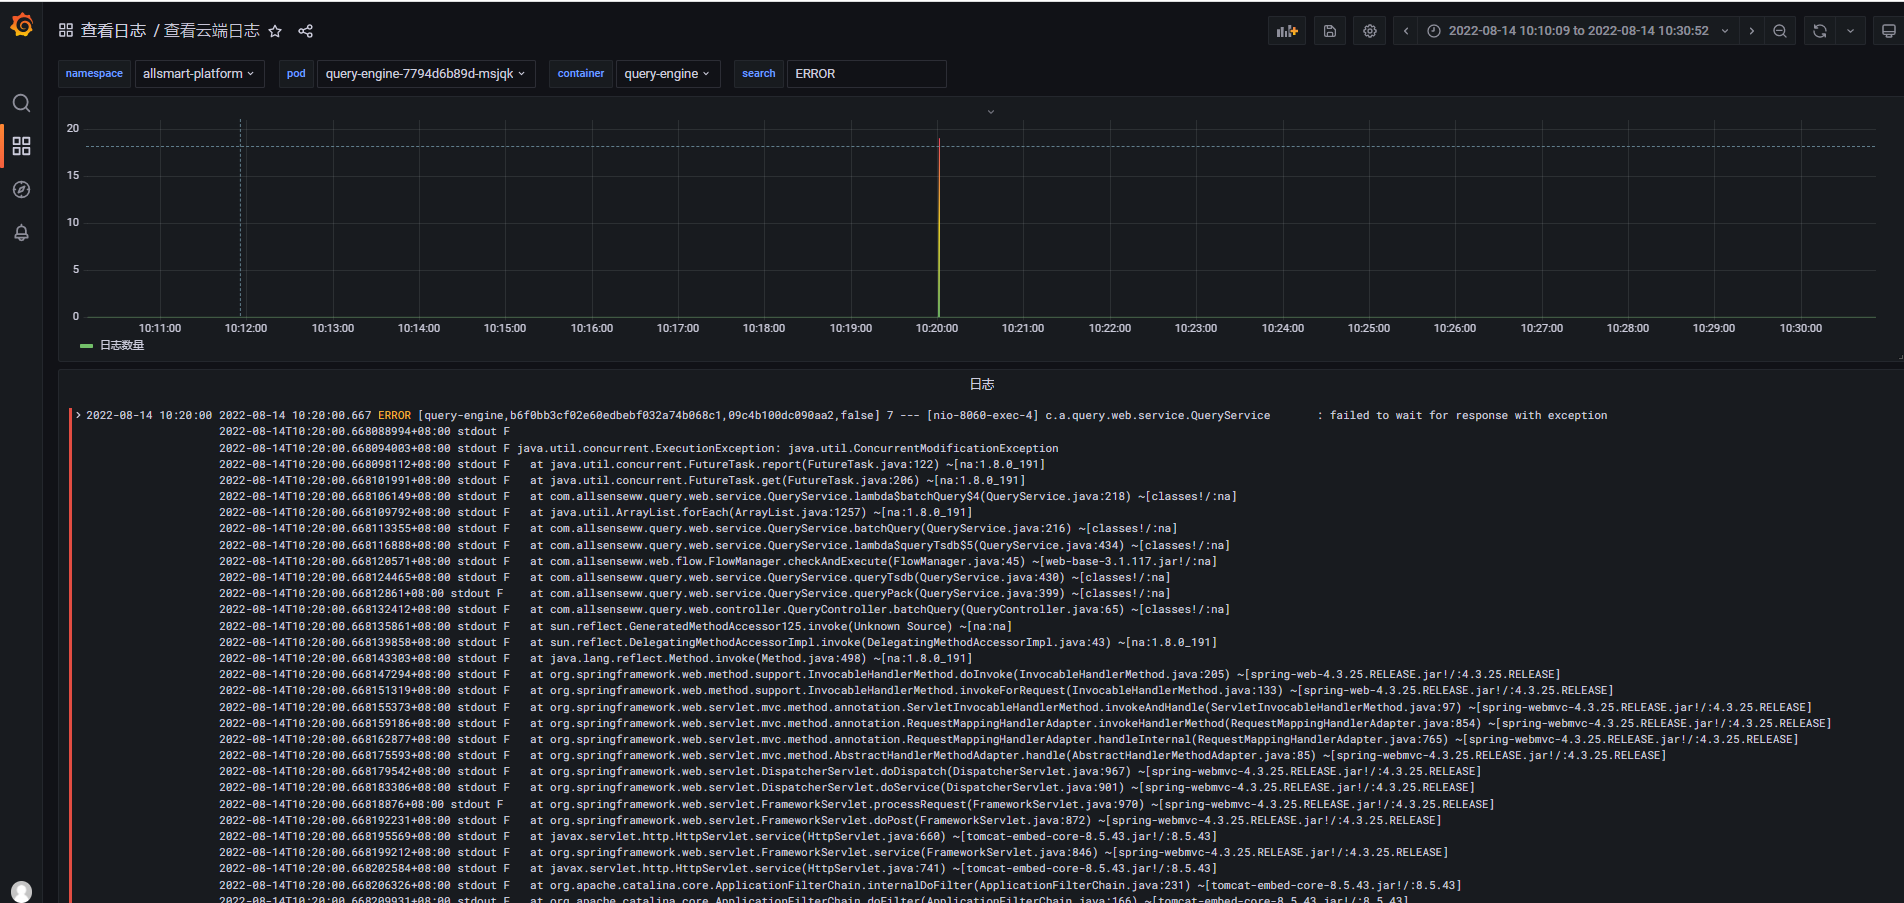 查看日志 / 查看云端日志
2022-08-14 10:10:09 to 2022-08-14 10:30:52
namespace allsmart-platform pod query-engine-7794d6b89d-msjqk container query-engine search ERROR
20
15
10
5
0
10:11:00 10:12:00 10:13:00 10:14:00 10:15:00 10:16:00 10:17:00 10:18:00 10:19:00 10:20:00 10:21:00 10:22:00 10:23:00 10:24:00 10:25:00 10:26:00 10:27:00 10:28:00 10:29:00 10:30:00
日志数量
日志
2022-08-14 10:20:00 2022-08-14 10:20:00.667 ERROR [query-engine,b6f0bb3cf02e60edbebf032a74b068c1,09c4b100dc090aa2,false] 7 --- [nio-8060-exec-4] c.a.query.web.service.QueryService : failed to wait for response with exception
2022-08-14T10:20:00.668088994+08:00 stdout F
2022-08-14T10:20:00.668094003+08:00 stdout F java.util.concurrent.ExecutionException: java.util.ConcurrentModificationException
2022-08-14T10:20:00.668098112+08:00 stdout F at java.util.concurrent.FutureTask.report(FutureTask.java:122) ~[na:1.8.0_191]
2022-08-14T10:20:00.668101991+08:00 stdout F at java.util.concurrent.FutureTask.get(FutureTask.java:206) ~[na:1.8.0_191]
2022-08-14T10:20:00.668106149+08:00 stdout F at com.allsenseww.query.web.service.QueryService.lambda$batchQuery$4(QueryService.java:218) ~[classes!/:na]
2022-08-14T10:20:00.668109792+08:00 stdout F at java.util.ArrayList.forEach(ArrayList.java:1257) ~[na:1.8.0_191]
2022-08-14T10:20:00.668113355+08:00 stdout F at com.allsenseww.query.web.service.QueryService.batchQuery(QueryService.java:216) ~[classes!/:na]
2022-08-14T10:20:00.668116888+08:00 stdout F at com.allsenseww.query.web.service.QueryService.lambda$queryTsdb$5(QueryService.java:434) ~[classes!/:na]
2022-08-14T10:20:00.668120571+08:00 stdout F at com.allsenseww.web.flow.FlowManager.checkAndExecute(FlowManager.java:45) ~[web-base-3.1.117.jar!/:na]
2022-08-14T10:20:00.668124465+08:00 stdout F at com.allsenseww.query.web.service.QueryService.queryTsdb(QueryService.java:430) ~[classes!/:na]
2022-08-14T10:20:00.66812861+08:00 stdout F at com.allsenseww.query.web.service.QueryService.queryPack(QueryService.java:399) ~[classes!/:na]
2022-08-14T10:20:00.668132412+08:00 stdout F at com.allsenseww.query.web.controller.QueryController.batchQuery(QueryController.java:65) ~[classes!/:na]
2022-08-14T10:20:00.668135861+08:00 stdout F at sun.reflect.GeneratedMethodAccessor125.invoke(Unknown Source) ~[na:na]
2022-08-14T10:20:00.668139858+08:00 stdout F at sun.reflect.DelegatingMethodAccessorImpl.invoke(DelegatingMethodAccessorImpl.java:43) ~[na:1.8.0_191]
2022-08-14T10:20:00.668143303+08:00 stdout F at java.lang.reflect.Method.invoke(Method.java:498) ~[na:1.8.0_191]
2022-08-14T10:20:00.668147294+08:00 stdout F at org.springframework.web.method.support.InvocableHandlerMethod.doInvoke(InvocableHandlerMethod.java:205) ~[spring-web-4.3.25.RELEASE.jar!/:4.3.25.RELEASE]
2022-08-14T10:20:00.668151319+08:00 stdout F at org.springframework.web.method.support.InvocableHandlerMethod.invokeForRequest(InvocableHandlerMethod.java:133) ~[spring-web-4.3.25.RELEASE.jar!/:4.3.25.RELEASE]
2022-08-14T10:20:00.668155373+08:00 stdout F at org.springframework.web.servlet.mvc.method.annotation.ServletInvocableHandlerMethod.invokeAndHandle(ServletInvocableHandlerMethod.java:97) ~[spring-webmvc-4.3.25.RELEASE.jar!/:4.3.25.RELEASE]
2022-08-14T10:20:00.668159186+08:00 stdout F at org.springframework.web.servlet.mvc.method.annotation.RequestMappingHandlerAdapter.invokeHandlerMethod(RequestMappingHandlerAdapter.java:854) ~[spring-webmvc-4.3.25.RELEASE.jar!/:4.3.25.RELEASE]
2022-08-14T10:20:00.668162877+08:00 stdout F at org.springframework.web.servlet.mvc.method.annotation.RequestMappingHandlerAdapter.handleInternal(RequestMappingHandlerAdapter.java:765) ~[spring-webmvc-4.3.25.RELEASE.jar!/:4.3.25.RELEASE]
2022-08-14T10:20:00.668175593+08:00 stdout F at org.springframework.web.servlet.mvc.method.AbstractHandlerMethodAdapter.handle(AbstractHandlerMethodAdapter.java:85) ~[spring-webmvc-4.3.25.RELEASE.jar!/:4.3.25.RELEASE]
2022-08-14T10:20:00.668179542+08:00 stdout F at org.springframework.web.servlet.DispatcherServlet.doDispatch(DispatcherServlet.java:967) ~[spring-webmvc-4.3.25.RELEASE.jar!/:4.3.25.RELEASE]
2022-08-14T10:20:00.668183306+08:00 stdout F at org.springframework.web.servlet.DispatcherServlet.doService(DispatcherServlet.java:901) ~[spring-webmvc-4.3.25.RELEASE.jar!/:4.3.25.RELEASE]
2022-08-14T10:20:00.66818876+08:00 stdout F at org.springframework.web.servlet.FrameworkServlet.processRequest(FrameworkServlet.java:970) ~[spring-webmvc-4.3.25.RELEASE.jar!/:4.3.25.RELEASE]
2022-08-14T10:20:00.668192231+08:00 stdout F at org.springframework.web.servlet.FrameworkServlet.doPost(FrameworkServlet.java:872) ~[spring-webmvc-4.3.25.RELEASE.jar!/:4.3.25.RELEASE]
2022-08-14T10:20:00.668195569+08:00 stdout F at javax.servlet.http.HttpServlet.service(HttpServlet.java:660) ~[tomcat-embed-core-8.5.43.jar!/:8.5.43]
2022-08-14T10:20:00.668199212+08:00 stdout F at org.springframework.web.servlet.FrameworkServlet.service(FrameworkServlet.java:846) ~[spring-webmvc-4.3.25.RELEASE.jar!/:4.3.25.RELEASE]
2022-08-14T10:20:00.668202584+08:00 stdout F at javax.servlet.http.HttpServlet.service(HttpServlet.java:741) ~[tomcat-embed-core-8.5.43.jar!/:8.5.43]
2022-08-14T10:20:00.668206326+08:00 stdout F at org.apache.catalina.core.ApplicationFilterChain.internalDoFilter(ApplicationFilterChain.java:231) ~[tomcat-embed-core-8.5.43.jar!/:8.5.43]
2022-08-14T10:20:00.668209931+08:00 stdout F at org.apache.catalina.core.ApplicationFilterChain.doFilter(ApplicationFilterChain.java:166) ~[tomcat-embed-core-8.5.43.jar!/:8.5.43]